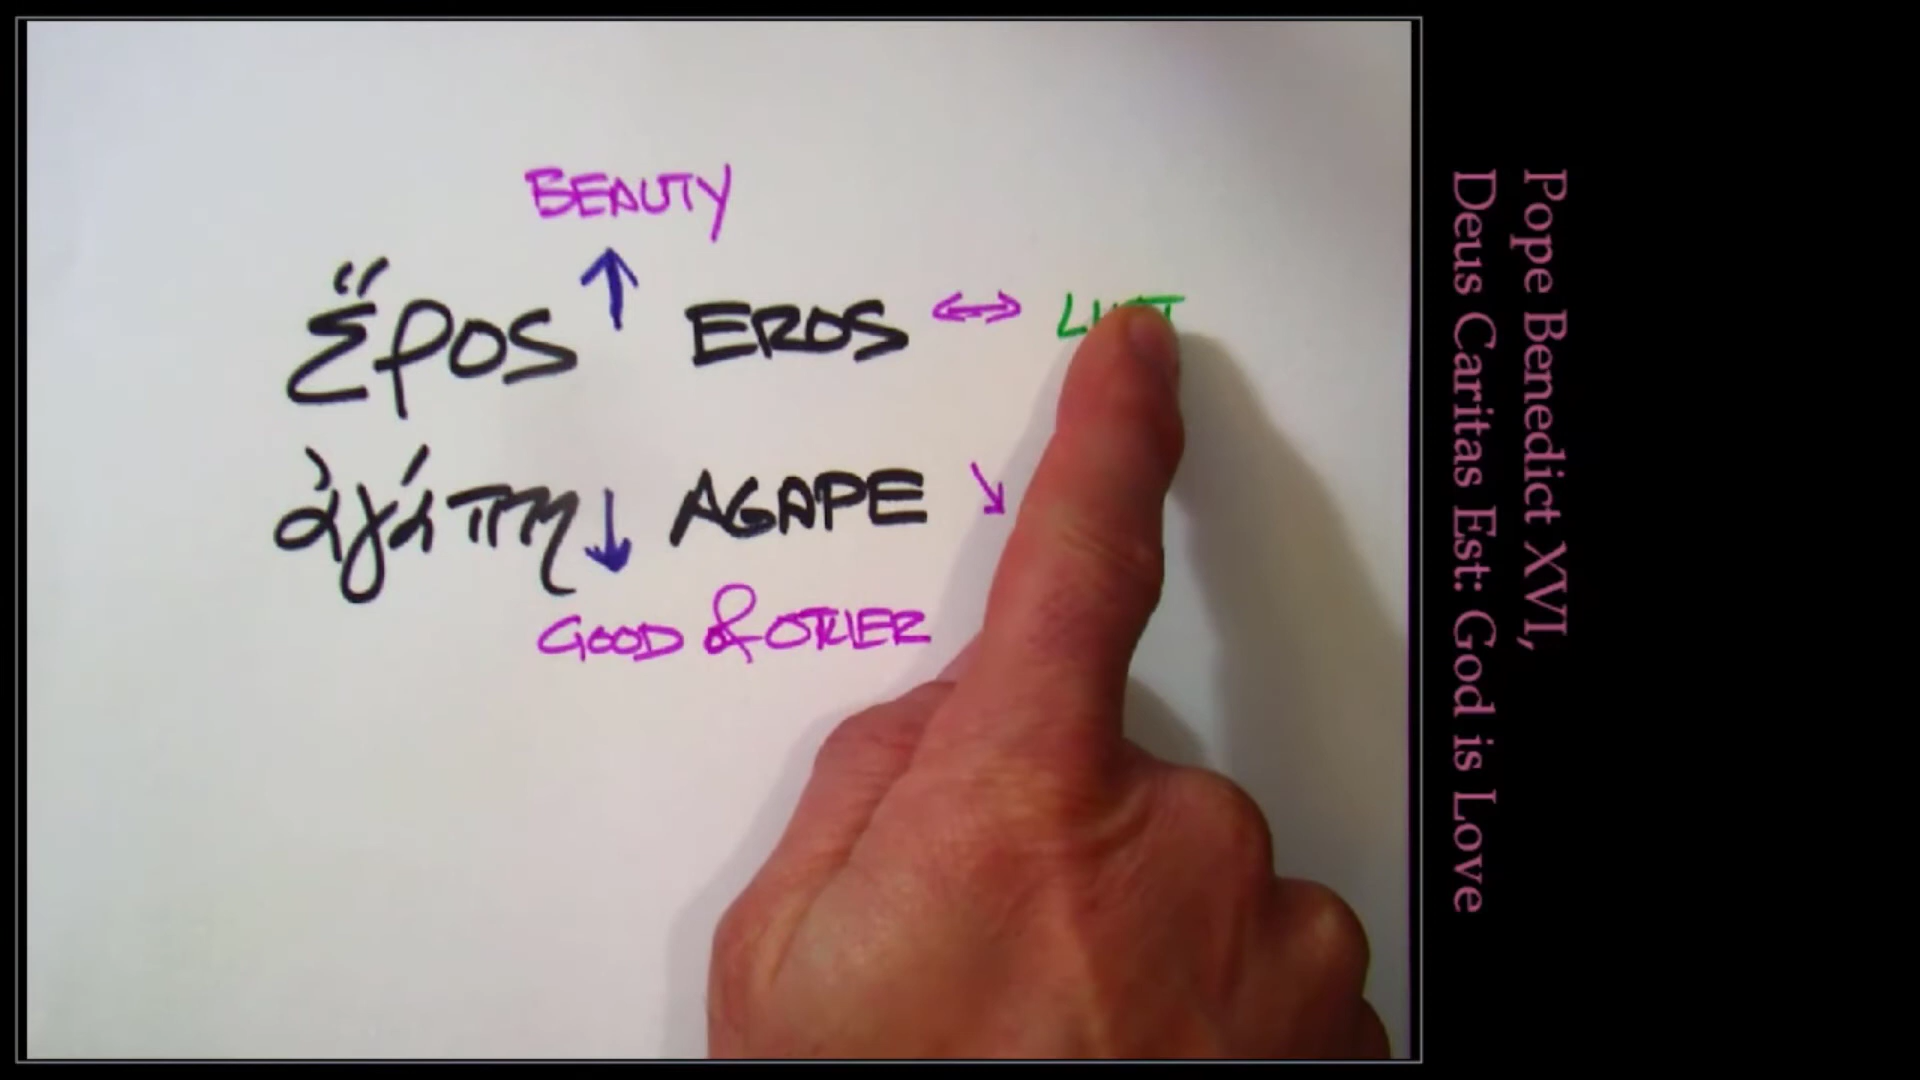 BEAUTY
ἔρος EROS ↔
ἀγάπη AGAPE ↘
GOOD & OTHER
Pope Benedict XVI,
Deus Caritas Est: God is Love